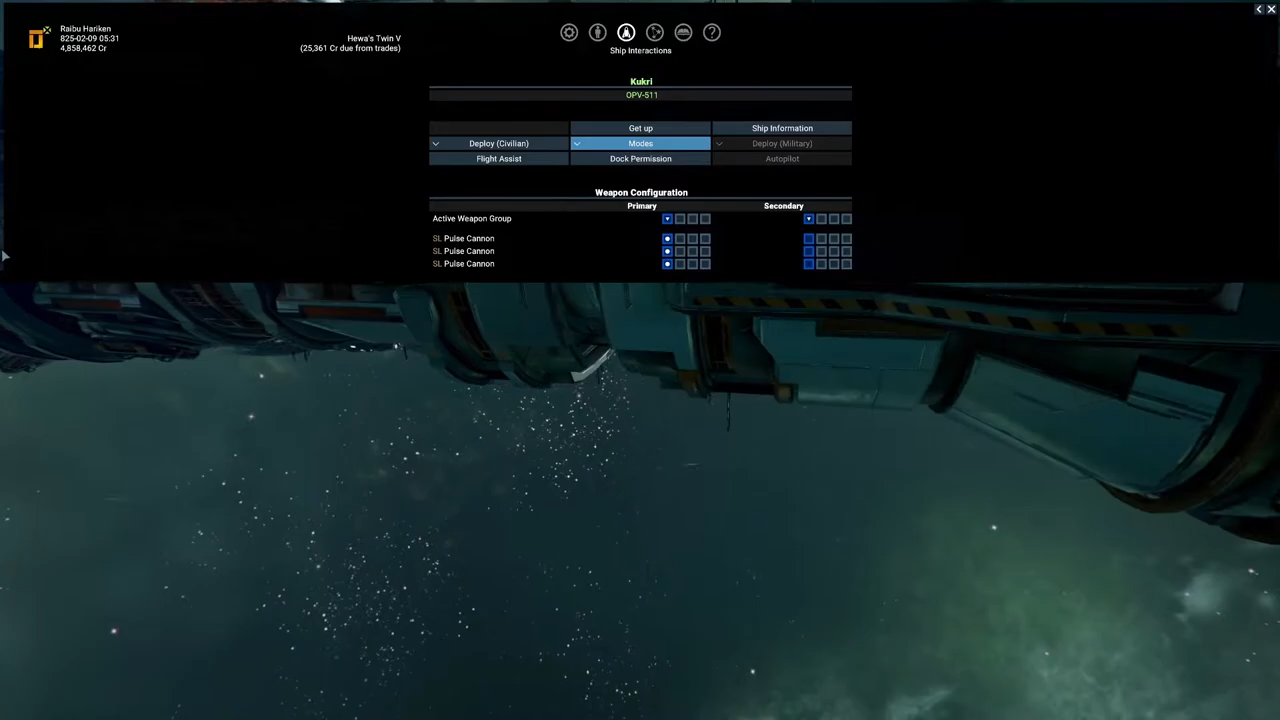 Raibu Hariken
825-02-09 05:31
4,858,462 Cr
Hewa's Twin V
(25,361 Cr due from trades)
Ship Interactions
Kukri
OPV-511
Get up
Ship Information
Deploy (Civilian)
Modes
Deploy (Military)
Flight Assist
Dock Permission
Autopilot
Weapon Configuration
Primary
Secondary
Active Weapon Group
SL Pulse Cannon
SL Pulse Cannon
SL Pulse Cannon